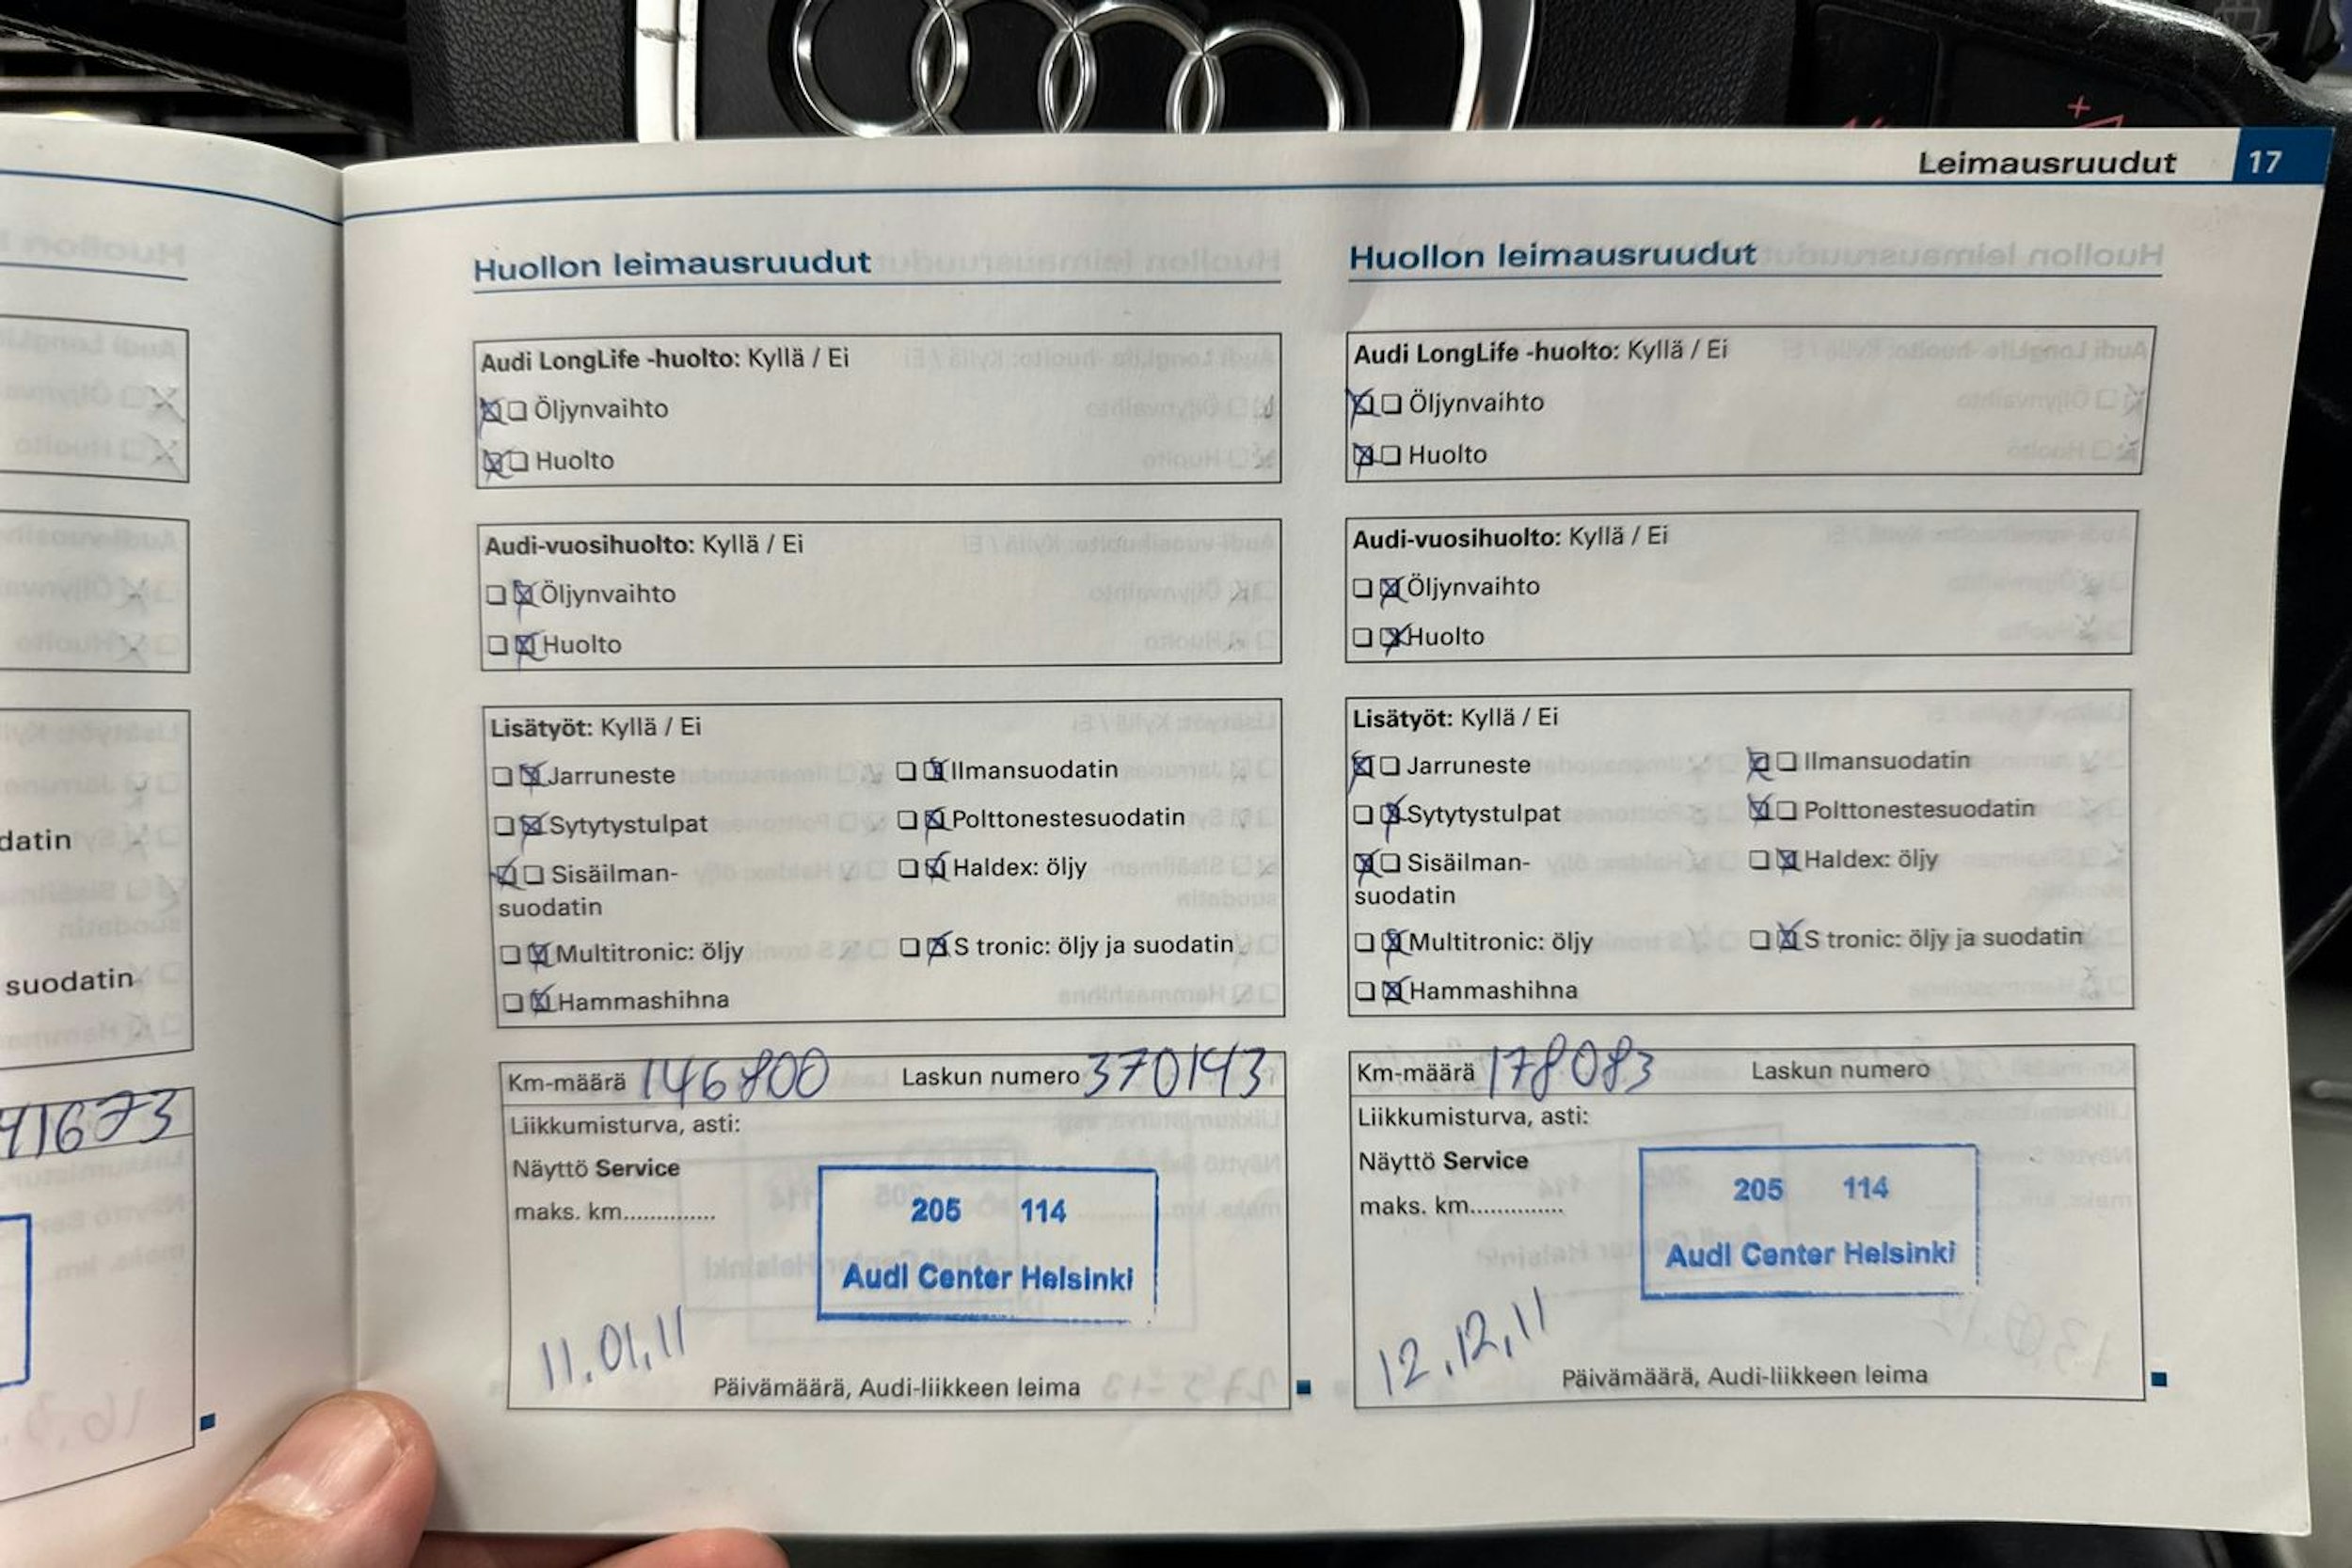 Leimausruudut 17
datin
suodatin
41673
Huollon leimausruudut
Audi LongLife -huolto: Kyllä / Ei
Öljynvaihto
Huolto
Audi-vuosihuolto: Kyllä / Ei
Öljynvaihto
Huolto
Lisätyöt: Kyllä / Ei
Jarruneste Ilmansuodatin
Sytytystulpat Polttonestesuodatin
Sisäilman- Haldex: öljy
suodatin
Multitronic: öljy S tronic: öljy ja suodatin
Hammashihna
Km-määrä 146800 Laskun numero 370143
Liikkumisturva, asti:
Näyttö Service
maks. km..............
205 114
Audi Center Helsinki
11.01.11
Päivämäärä, Audi-liikkeen leima
Huollon leimausruudut
Audi LongLife -huolto: Kyllä / Ei
Öljynvaihto
Huolto
Audi-vuosihuolto: Kyllä / Ei
Öljynvaihto
Huolto
Lisätyöt: Kyllä / Ei
Jarruneste Ilmansuodatin
Sytytystulpat Polttonestesuodatin
Sisäilman- Haldex: öljy
suodatin
Multitronic: öljy S tronic: öljy ja suodatin
Hammashihna
Km-määrä 178083 Laskun numero
Liikkumisturva, asti:
Näyttö Service
maks. km..............
205 114
Audi Center Helsinki
12.12.11
Päivämäärä, Audi-liikkeen leima